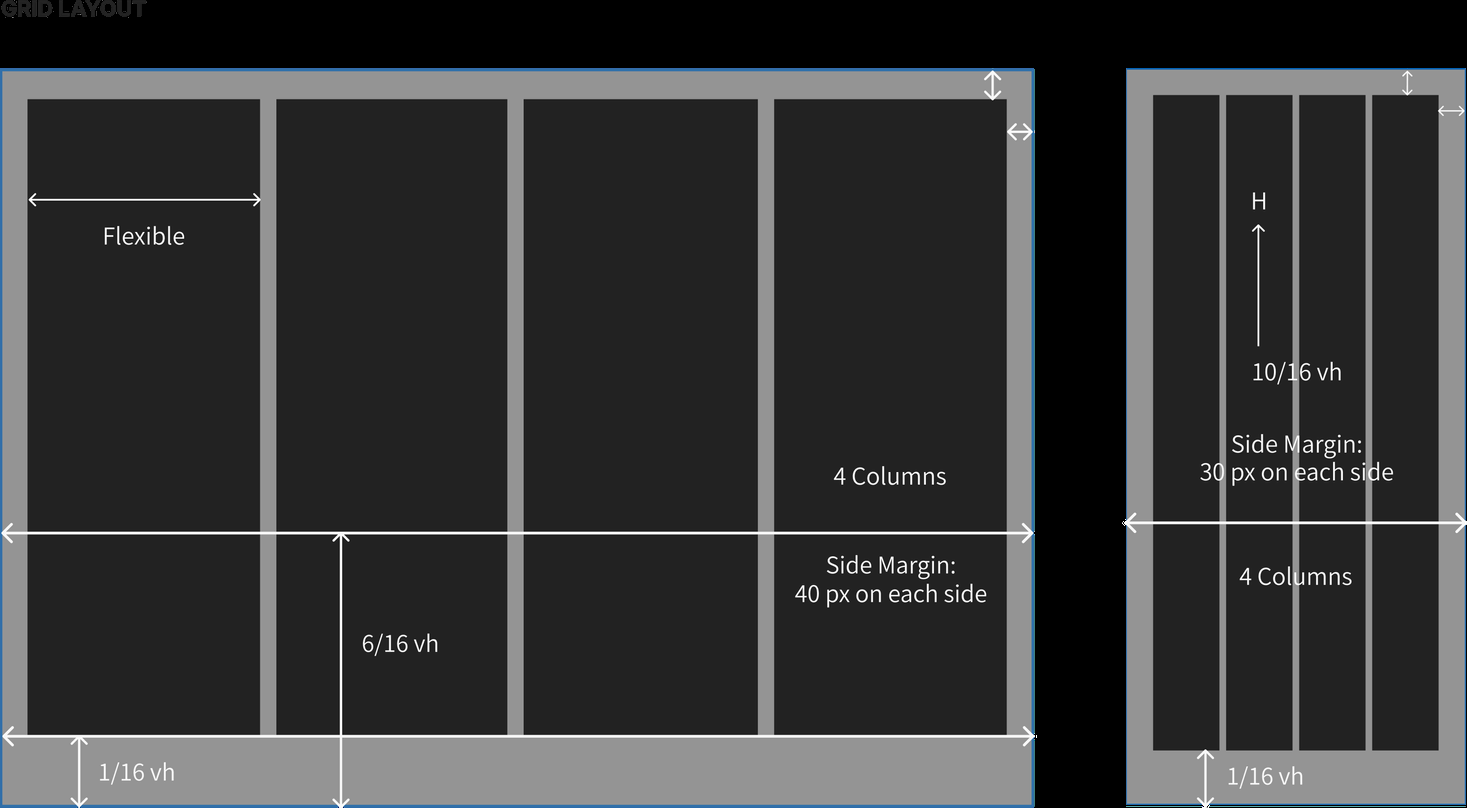 GRID LAYOUT
Flexible
4 Columns
Side Margin:
40 px on each side
6/16 vh
1/16 vh
H
10/16 vh
Side Margin:
30 px on each side
4 Columns
1/16 vh